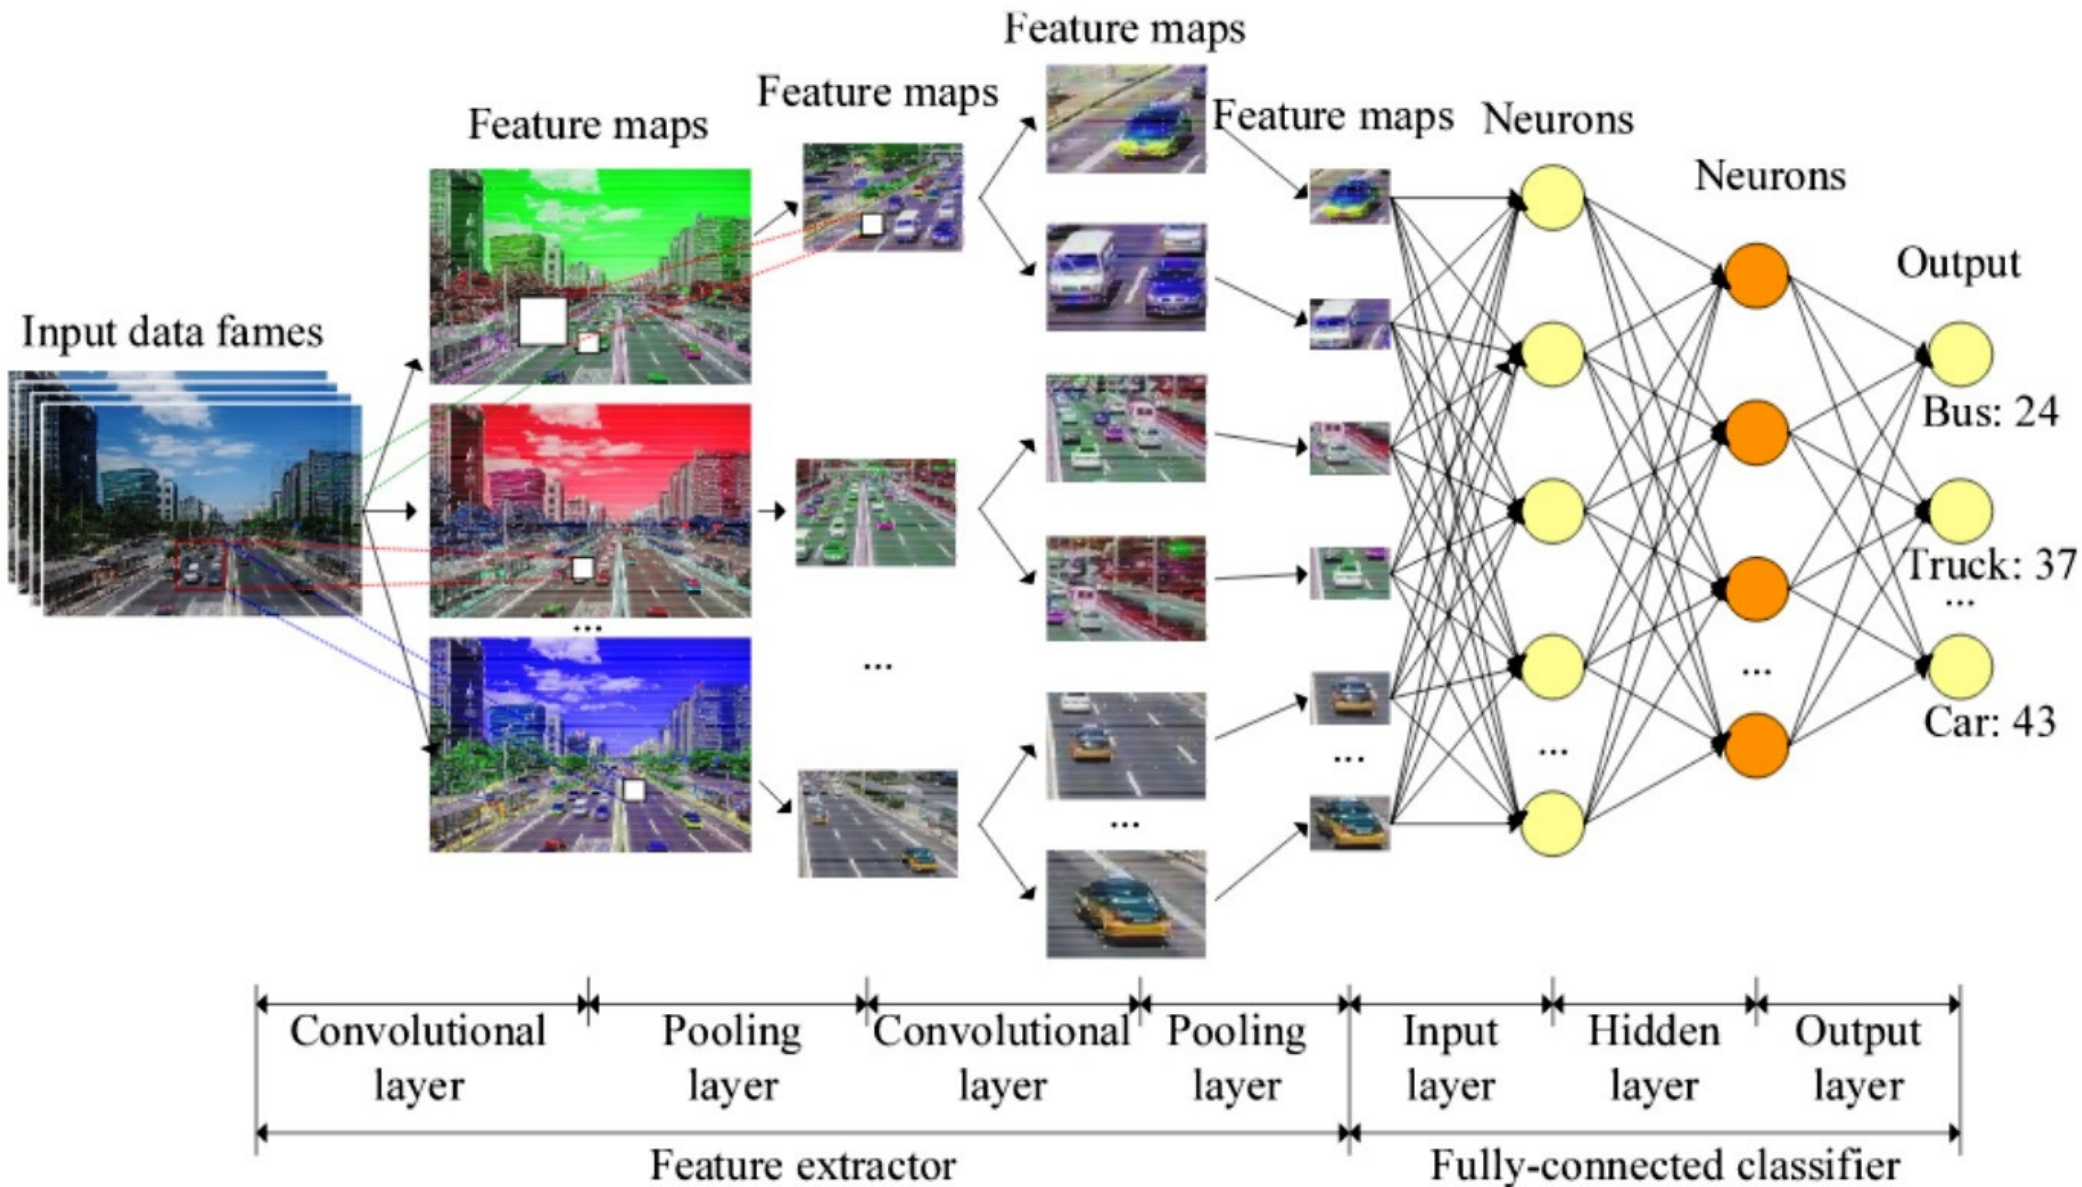 Feature maps
Feature maps
Feature maps
Feature maps
Neurons
Neurons
Output
Input data fames
Bus: 24
Truck: 37
...
Car: 43
...
...
...
...
...
...
Convolutional
layer
Pooling
layer
Convolutional
layer
Pooling
layer
Input
layer
Hidden
layer
Output
layer
Feature extractor
Fully-connected classifier